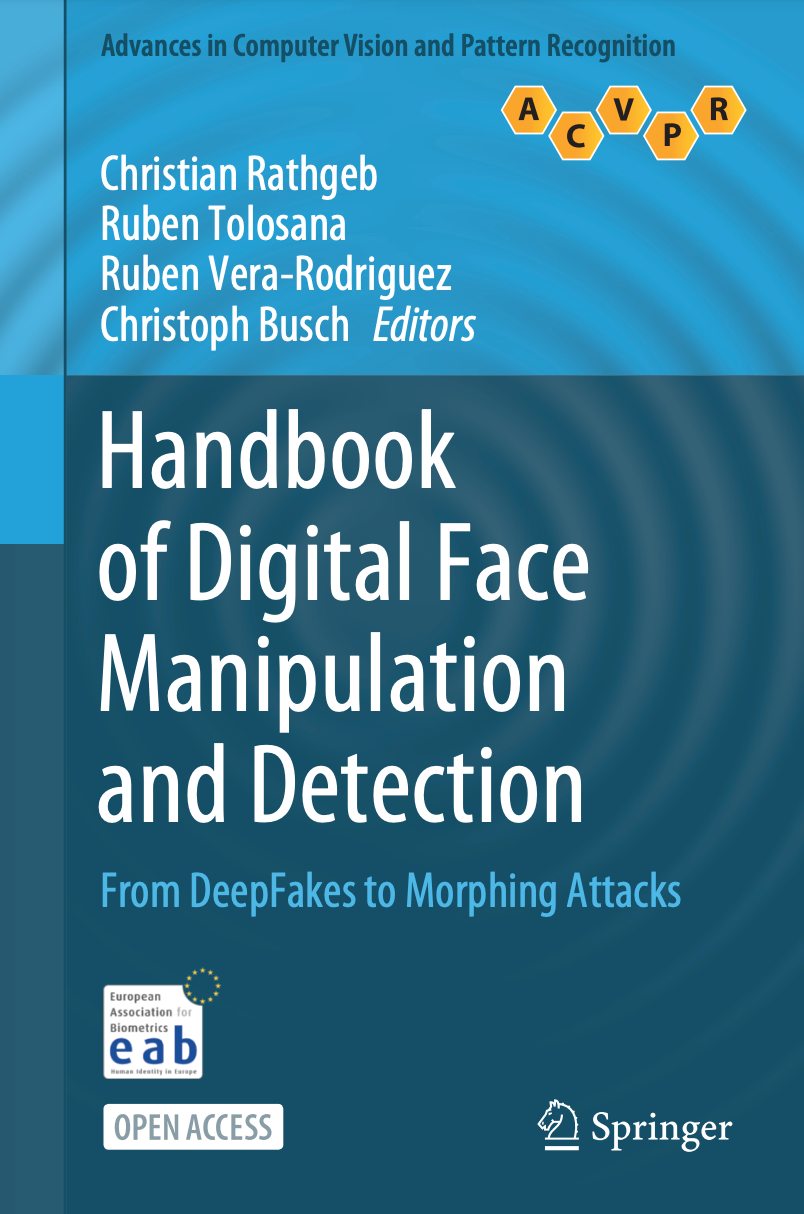 Advances in Computer Vision and Pattern Recognition
A C V P R
Christian Rathgeb
Ruben Tolosana
Ruben Vera-Rodriguez
Christoph Busch Editors
Handbook
of Digital Face
Manipulation
and Detection
From DeepFakes to Morphing Attacks
European
Association for
Biometrics
eab
Human Identity in Europe
OPEN ACCESS
Springer